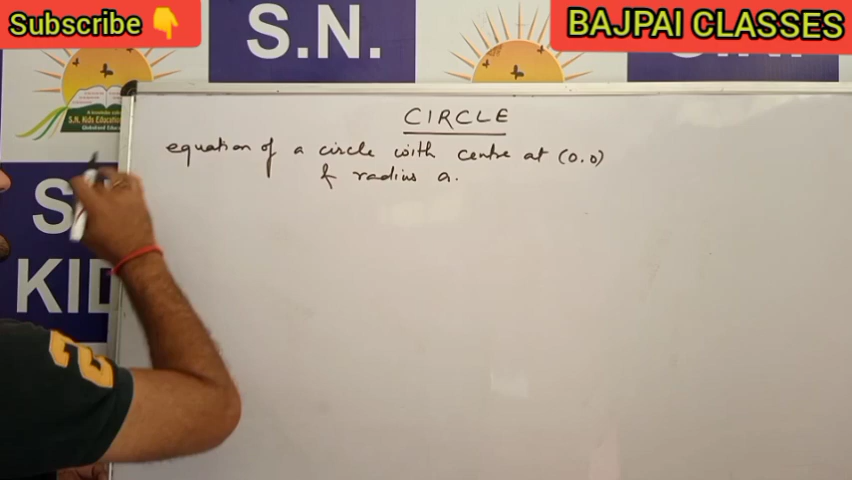 Subscribe 👇
BAJPAI CLASSES
S.N.
S.N. Kids Education
CIRCLE
equation of a circle with centre at (0.0)
& radius a.
S
KID